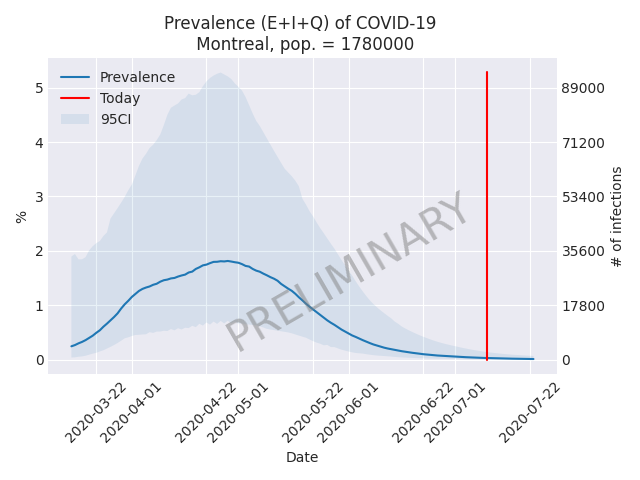 Prevalence (E+I+Q) of COVID-19
Montreal, pop. = 1780000
Prevalence
Today
95CI
5
4
3
2
1
0
%
89000
71200
53400
35600
17800
0
# of infections
PRELIMINARY
2020-03-22
2020-04-01
2020-04-22
2020-05-01
2020-05-22
2020-06-01
2020-06-22
2020-07-01
2020-07-22
Date